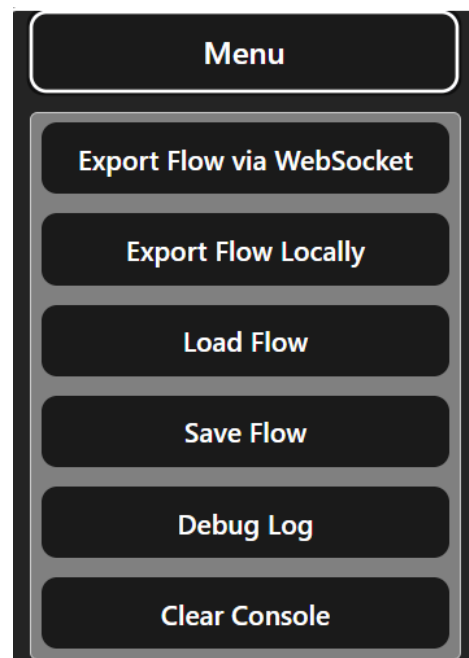 Menu
Export Flow via WebSocket
Export Flow Locally
Load Flow
Save Flow
Debug Log
Clear Console